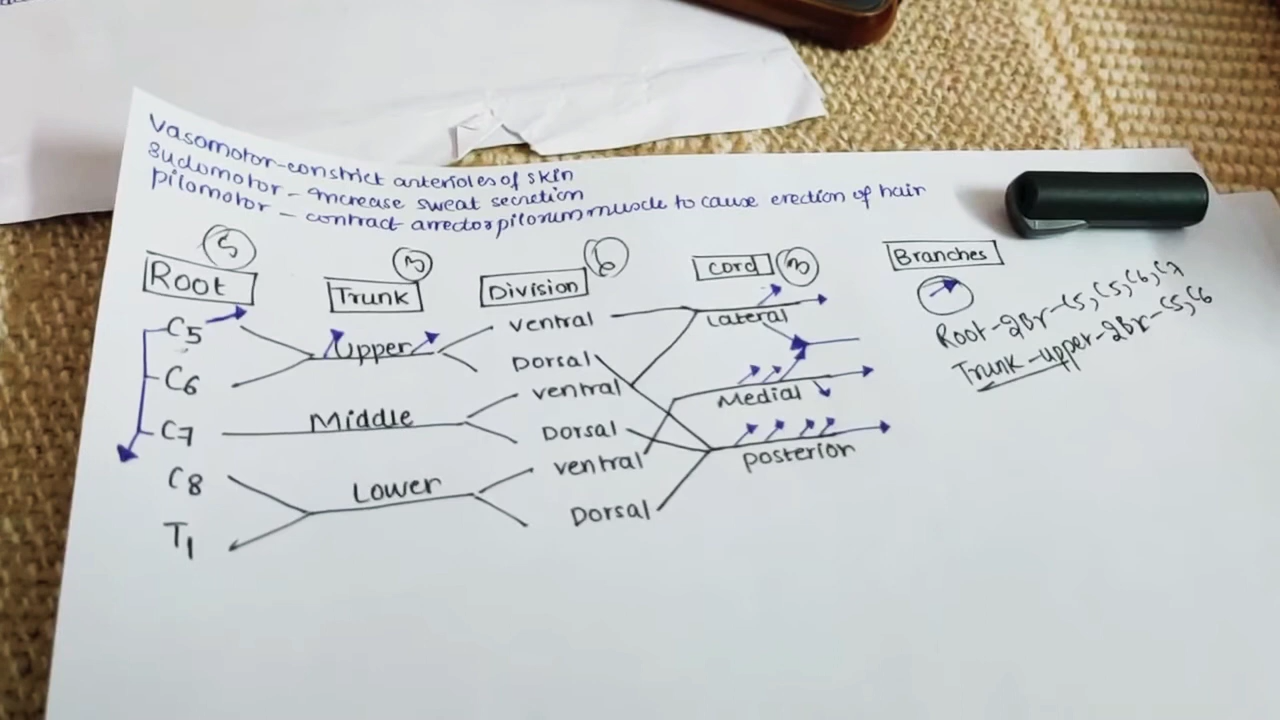 Vasomotor-constrict arterioles of skin
Sudomotor - increase sweat secretion
pilomotor - contract arrector pilorum muscle to cause erection of hair
Root 5
Trunk 3
Division 6
cord 3
Branches
C5
C6
C7
C8
T1
Upper
Middle
Lower
ventral
Dorsal
ventral
Dorsal
ventral
Dorsal
Lateral
Medial
posterior
Root-2Br-C5, C5, C6, C7
Trunk-upper-2Br-C5, C6